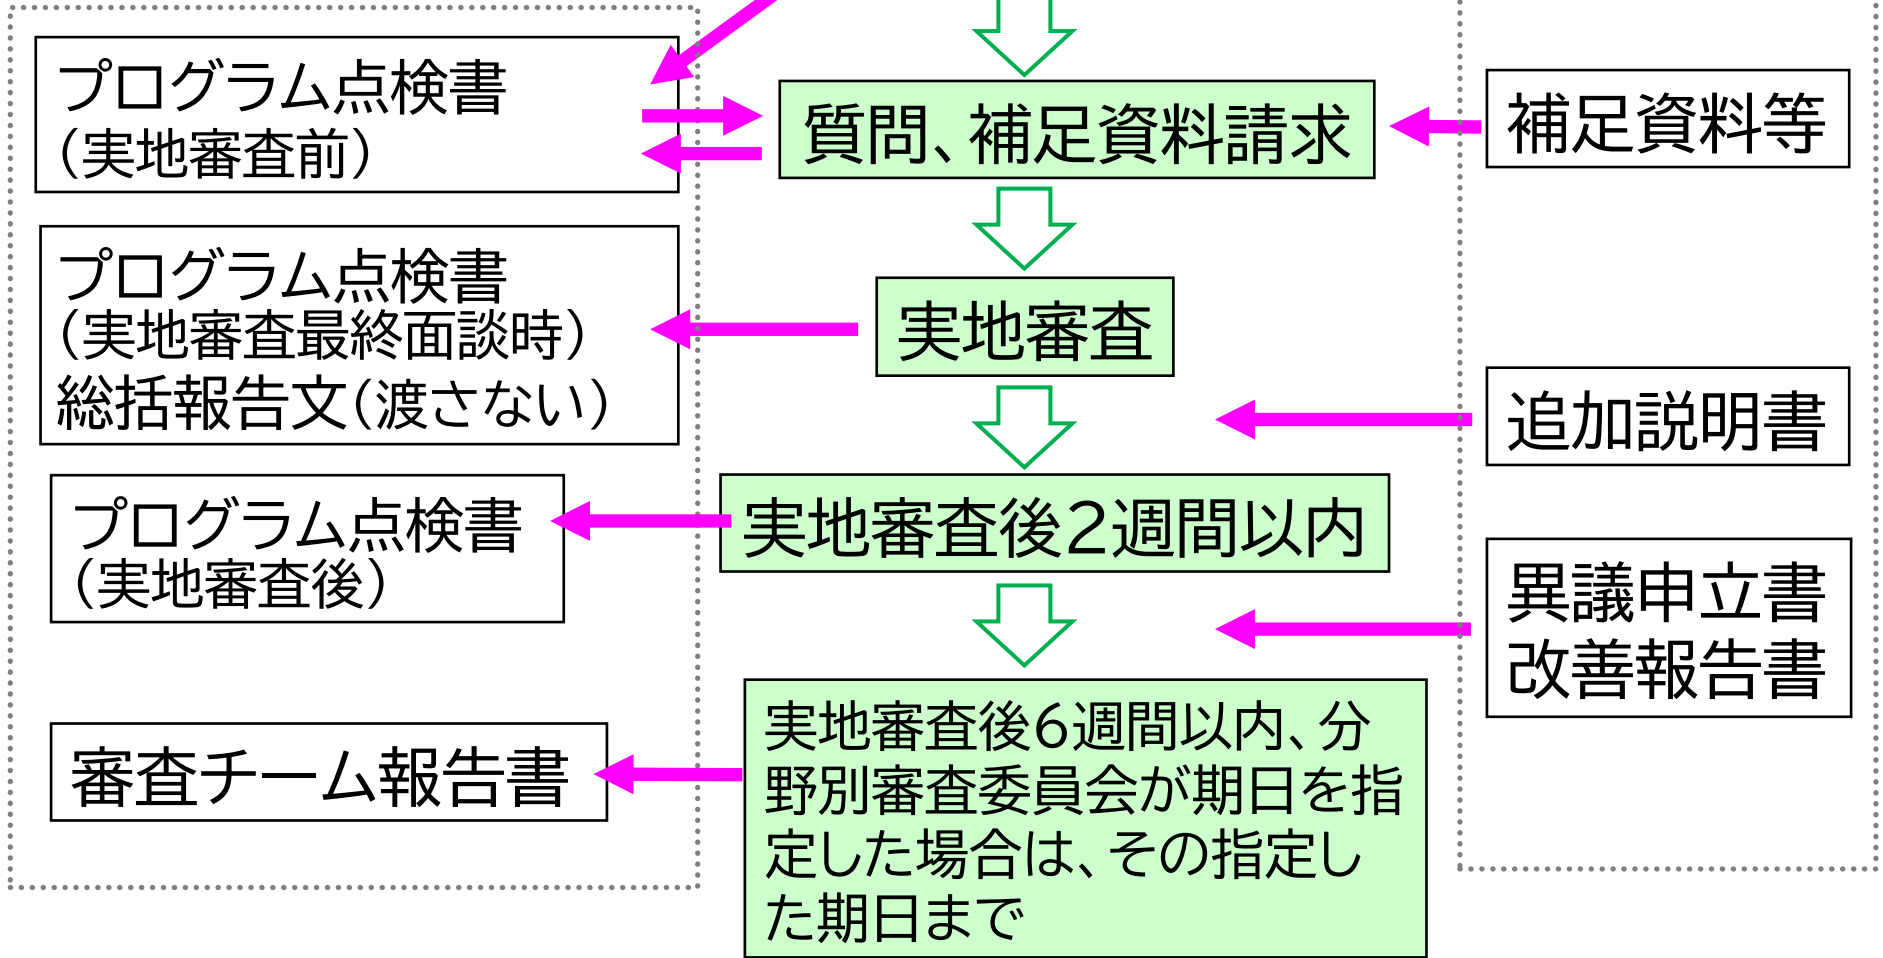 プログラム点検書
（実地審査前）
質問、補足資料請求
補足資料等
プログラム点検書
（実地審査最終面談時）
総括報告文（渡さない）
実地審査
追加説明書
プログラム点検書
（実地審査後）
実地審査後２週間以内
異議申立書
改善報告書
審査チーム報告書
実地審査後６週間以内、分
野別審査委員会が期日を指
定した場合は、その指定し
た期日まで